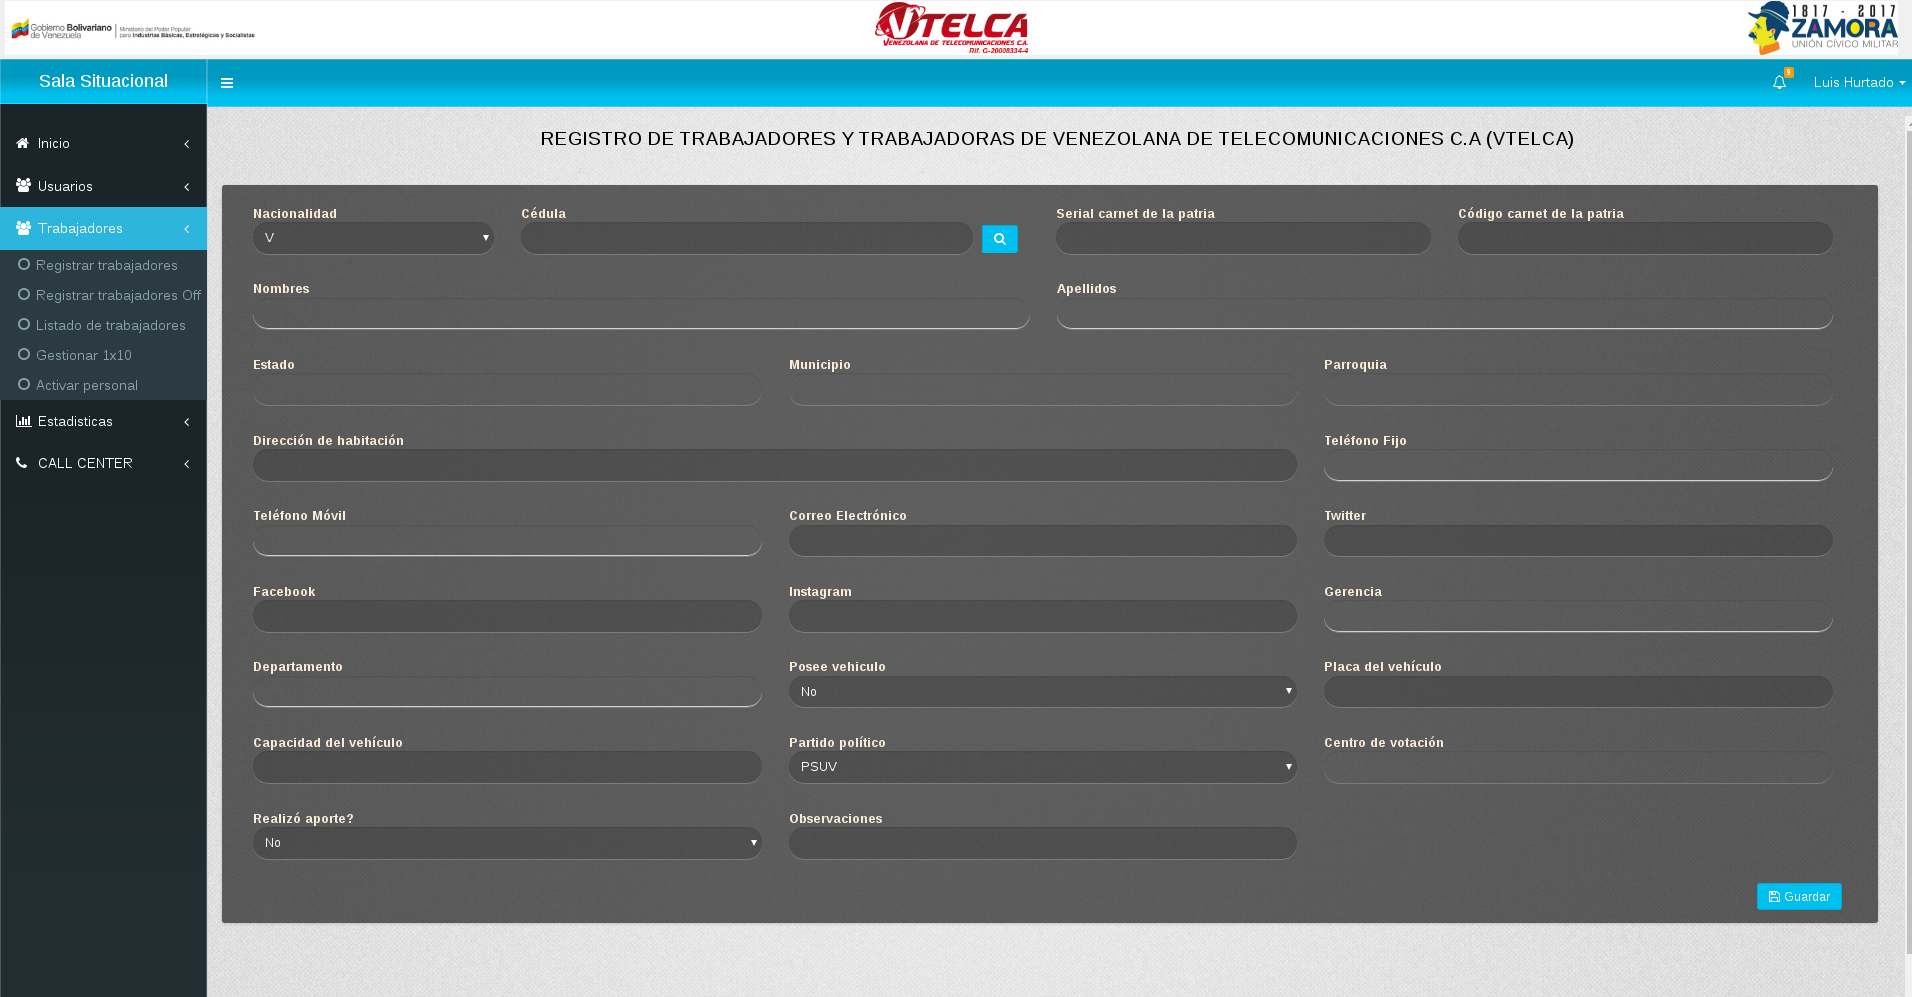 Gobierno Bolivariano
de Venezuela
Ministerio del Poder Popular
para Industrias Básicas, Estratégicas y Socialistas
VTELCA
VENEZOLANA DE TELECOMUNICACIONES C.A.
Rif. G-20008334-4
1817 - 2017
ZAMORA
UNIÓN CÍVICO MILITAR
Sala Situacional
9
Luis Hurtado
Inicio
Usuarios
Trabajadores
Registrar trabajadores
Registrar trabajadores Off
Listado de trabajadores
Gestionar 1x10
Activar personal
Estadisticas
CALL CENTER
REGISTRO DE TRABAJADORES Y TRABAJADORAS DE VENEZOLANA DE TELECOMUNICACIONES C.A (VTELCA)
Nacionalidad
V
Cédula
Serial carnet de la patria
Código carnet de la patria
Nombres
Apellidos
Estado
Municipio
Parroquia
Dirección de habitación
Teléfono Fijo
Teléfono Móvil
Correo Electrónico
Twitter
Facebook
Instagram
Gerencia
Departamento
Posee vehiculo
No
Placa del vehículo
Capacidad del vehículo
Partido político
PSUV
Centro de votación
Realizó aporte?
No
Observaciones
Guardar